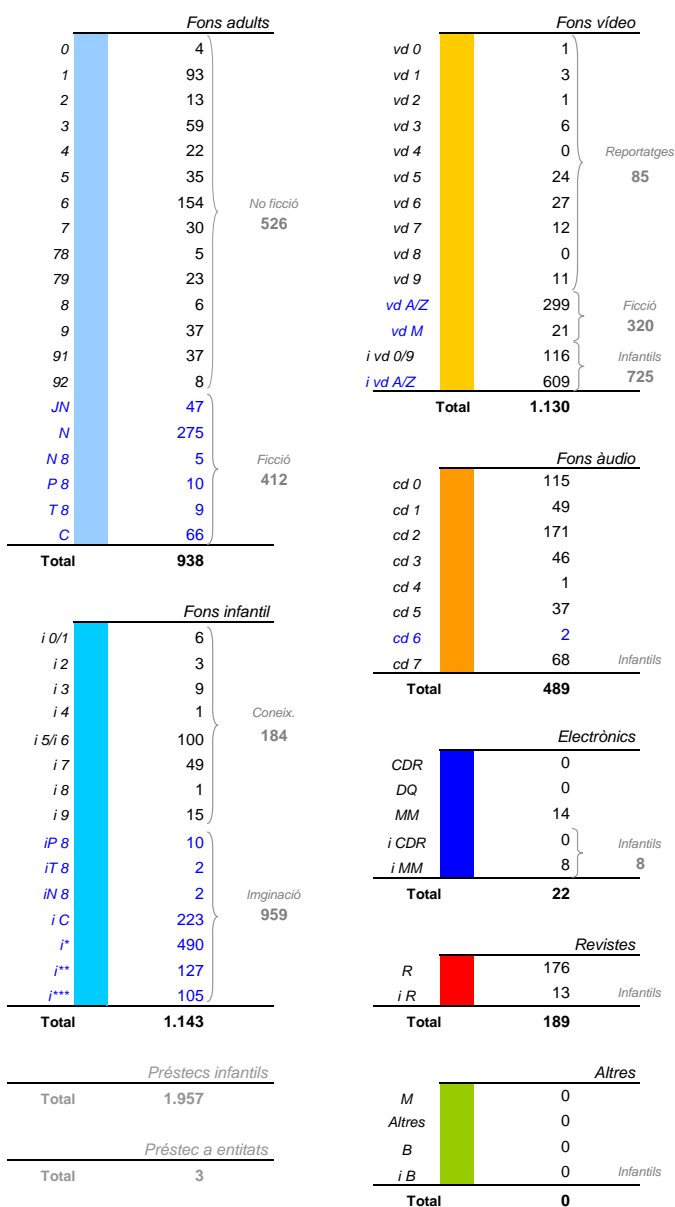 Fons adults
0 4
1 93
2 13
3 59
4 22
5 35
6 154 No ficció
7 30 526
78 5
79 23
8 6
9 37
91 37
92 8
JN 47
N 275
N 8 5 Ficció
P 8 10 412
T 8 9
C 66
Total 938
Fons infantil
i 0/1 6
i 2 3
i 3 9
i 4 1 Coneix.
i 5/i 6 100 184
i 7 49
i 8 1
i 9 15
iP 8 10
iT 8 2
iN 8 2 Imginació
i C 223 959
i* 490
i** 127
i*** 105
Total 1.143
Préstecs infantils
Total 1.957
Préstec a entitats
Total 3
Fons vídeo
vd 0 1
vd 1 3
vd 2 1
vd 3 6
vd 4 0 Reportatges
vd 5 24 85
vd 6 27
vd 7 12
vd 8 0
vd 9 11
vd A/Z 299 Ficció
vd M 21 320
i vd 0/9 116 Infantils
i vd A/Z 609 725
Total 1.130
Fons àudio
cd 0 115
cd 1 49
cd 2 171
cd 3 46
cd 4 1
cd 5 37
cd 6 2
cd 7 68 Infantils
Total 489
Electrònics
CDR 0
DQ 0
MM 14
i CDR 0 Infantils
i MM 8 8
Total 22
Revistes
R 176
i R 13 Infantils
Total 189
Altres
M 0
Altres 0
B 0
i B 0 Infantils
Total 0